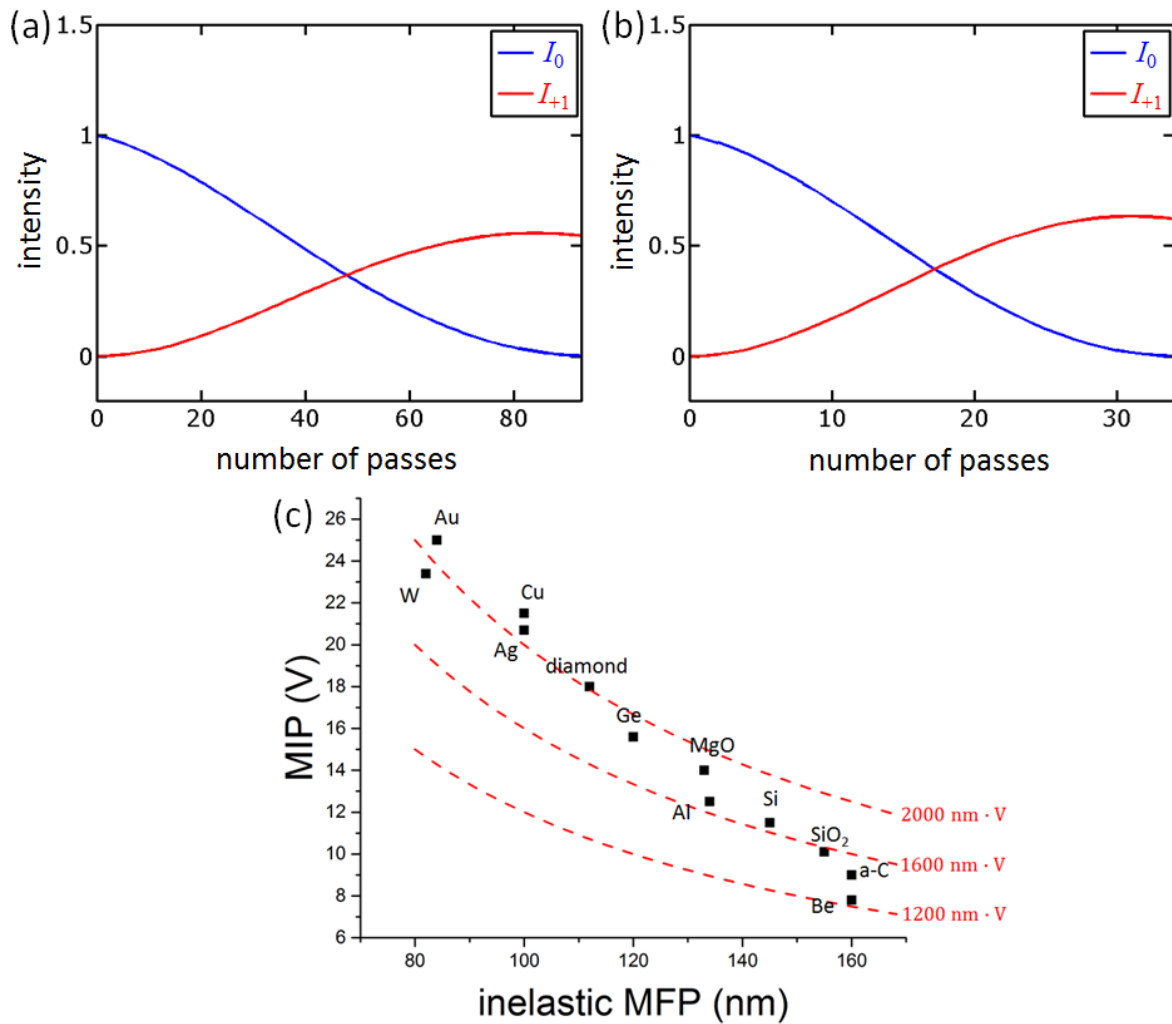 (a)
1.5
1
0.5
0
intensity
I0
I+1
0 20 40 60 80
number of passes
(b)
1.5
1
0.5
0
intensity
I0
I+1
0 10 20 30
number of passes
(c)
26
24
22
20
18
16
14
12
10
8
6
MIP (V)
Au
W
Cu
Ag
diamond
Ge
MgO
Al
Si
SiO2
a-C
Be
2000 nm · V
1600 nm · V
1200 nm · V
80 100 120 140 160
inelastic MFP (nm)